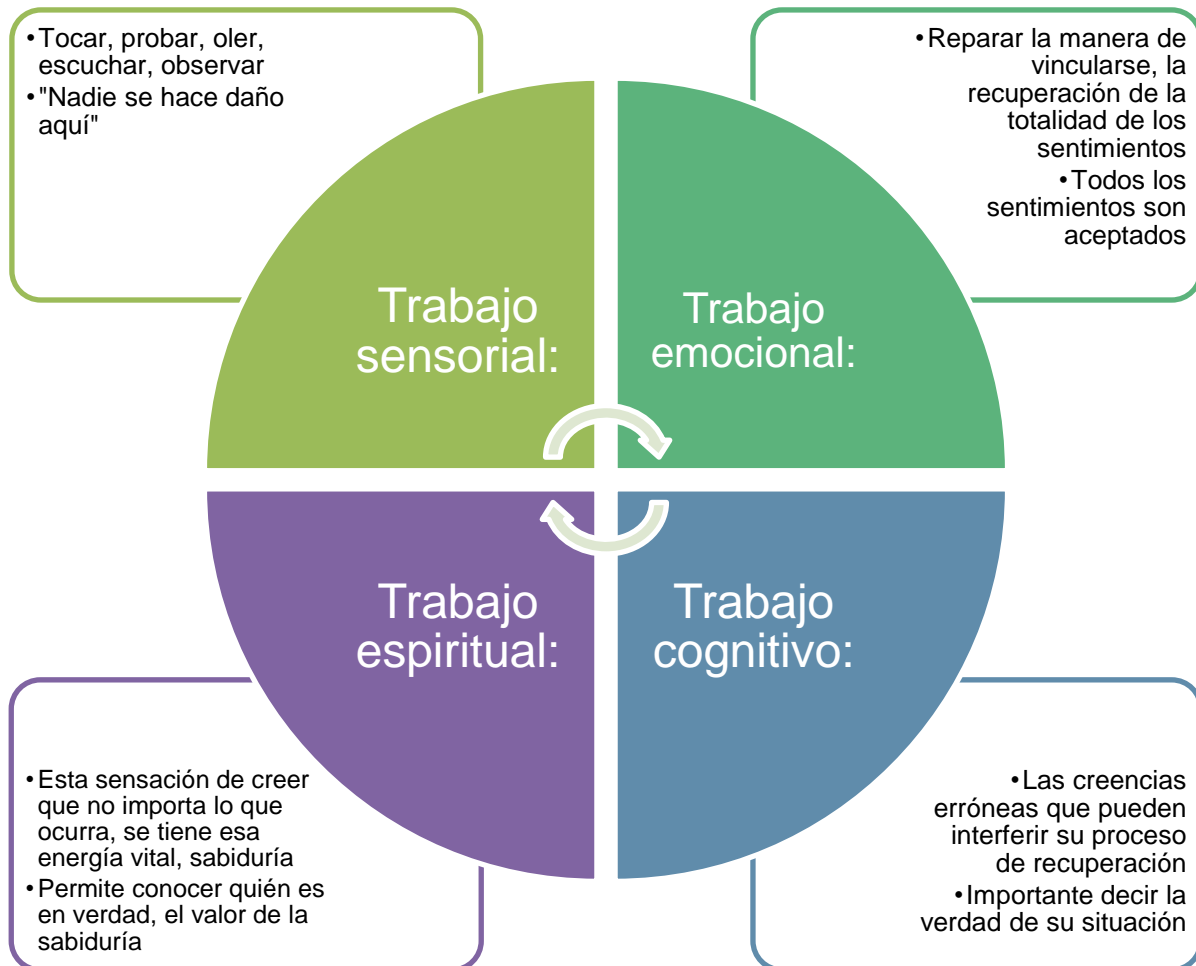 •Tocar, probar, oler,
escuchar, observar
•"Nadie se hace daño
aquí"
•Reparar la manera de
vincularse, la
recuperación de la
totalidad de los
sentimientos
•Todos los
sentimientos son
aceptados
Trabajo
sensorial:
Trabajo
emocional:
Trabajo
espiritual:
Trabajo
cognitivo:
•Esta sensación de creer
que no importa lo que
ocurra, se tiene esa
energía vital, sabiduría
•Permite conocer quién es
en verdad, el valor de la
sabiduría
•Las creencias
erróneas que pueden
interferir su proceso
de recuperación
•Importante decir la
verdad de su situación